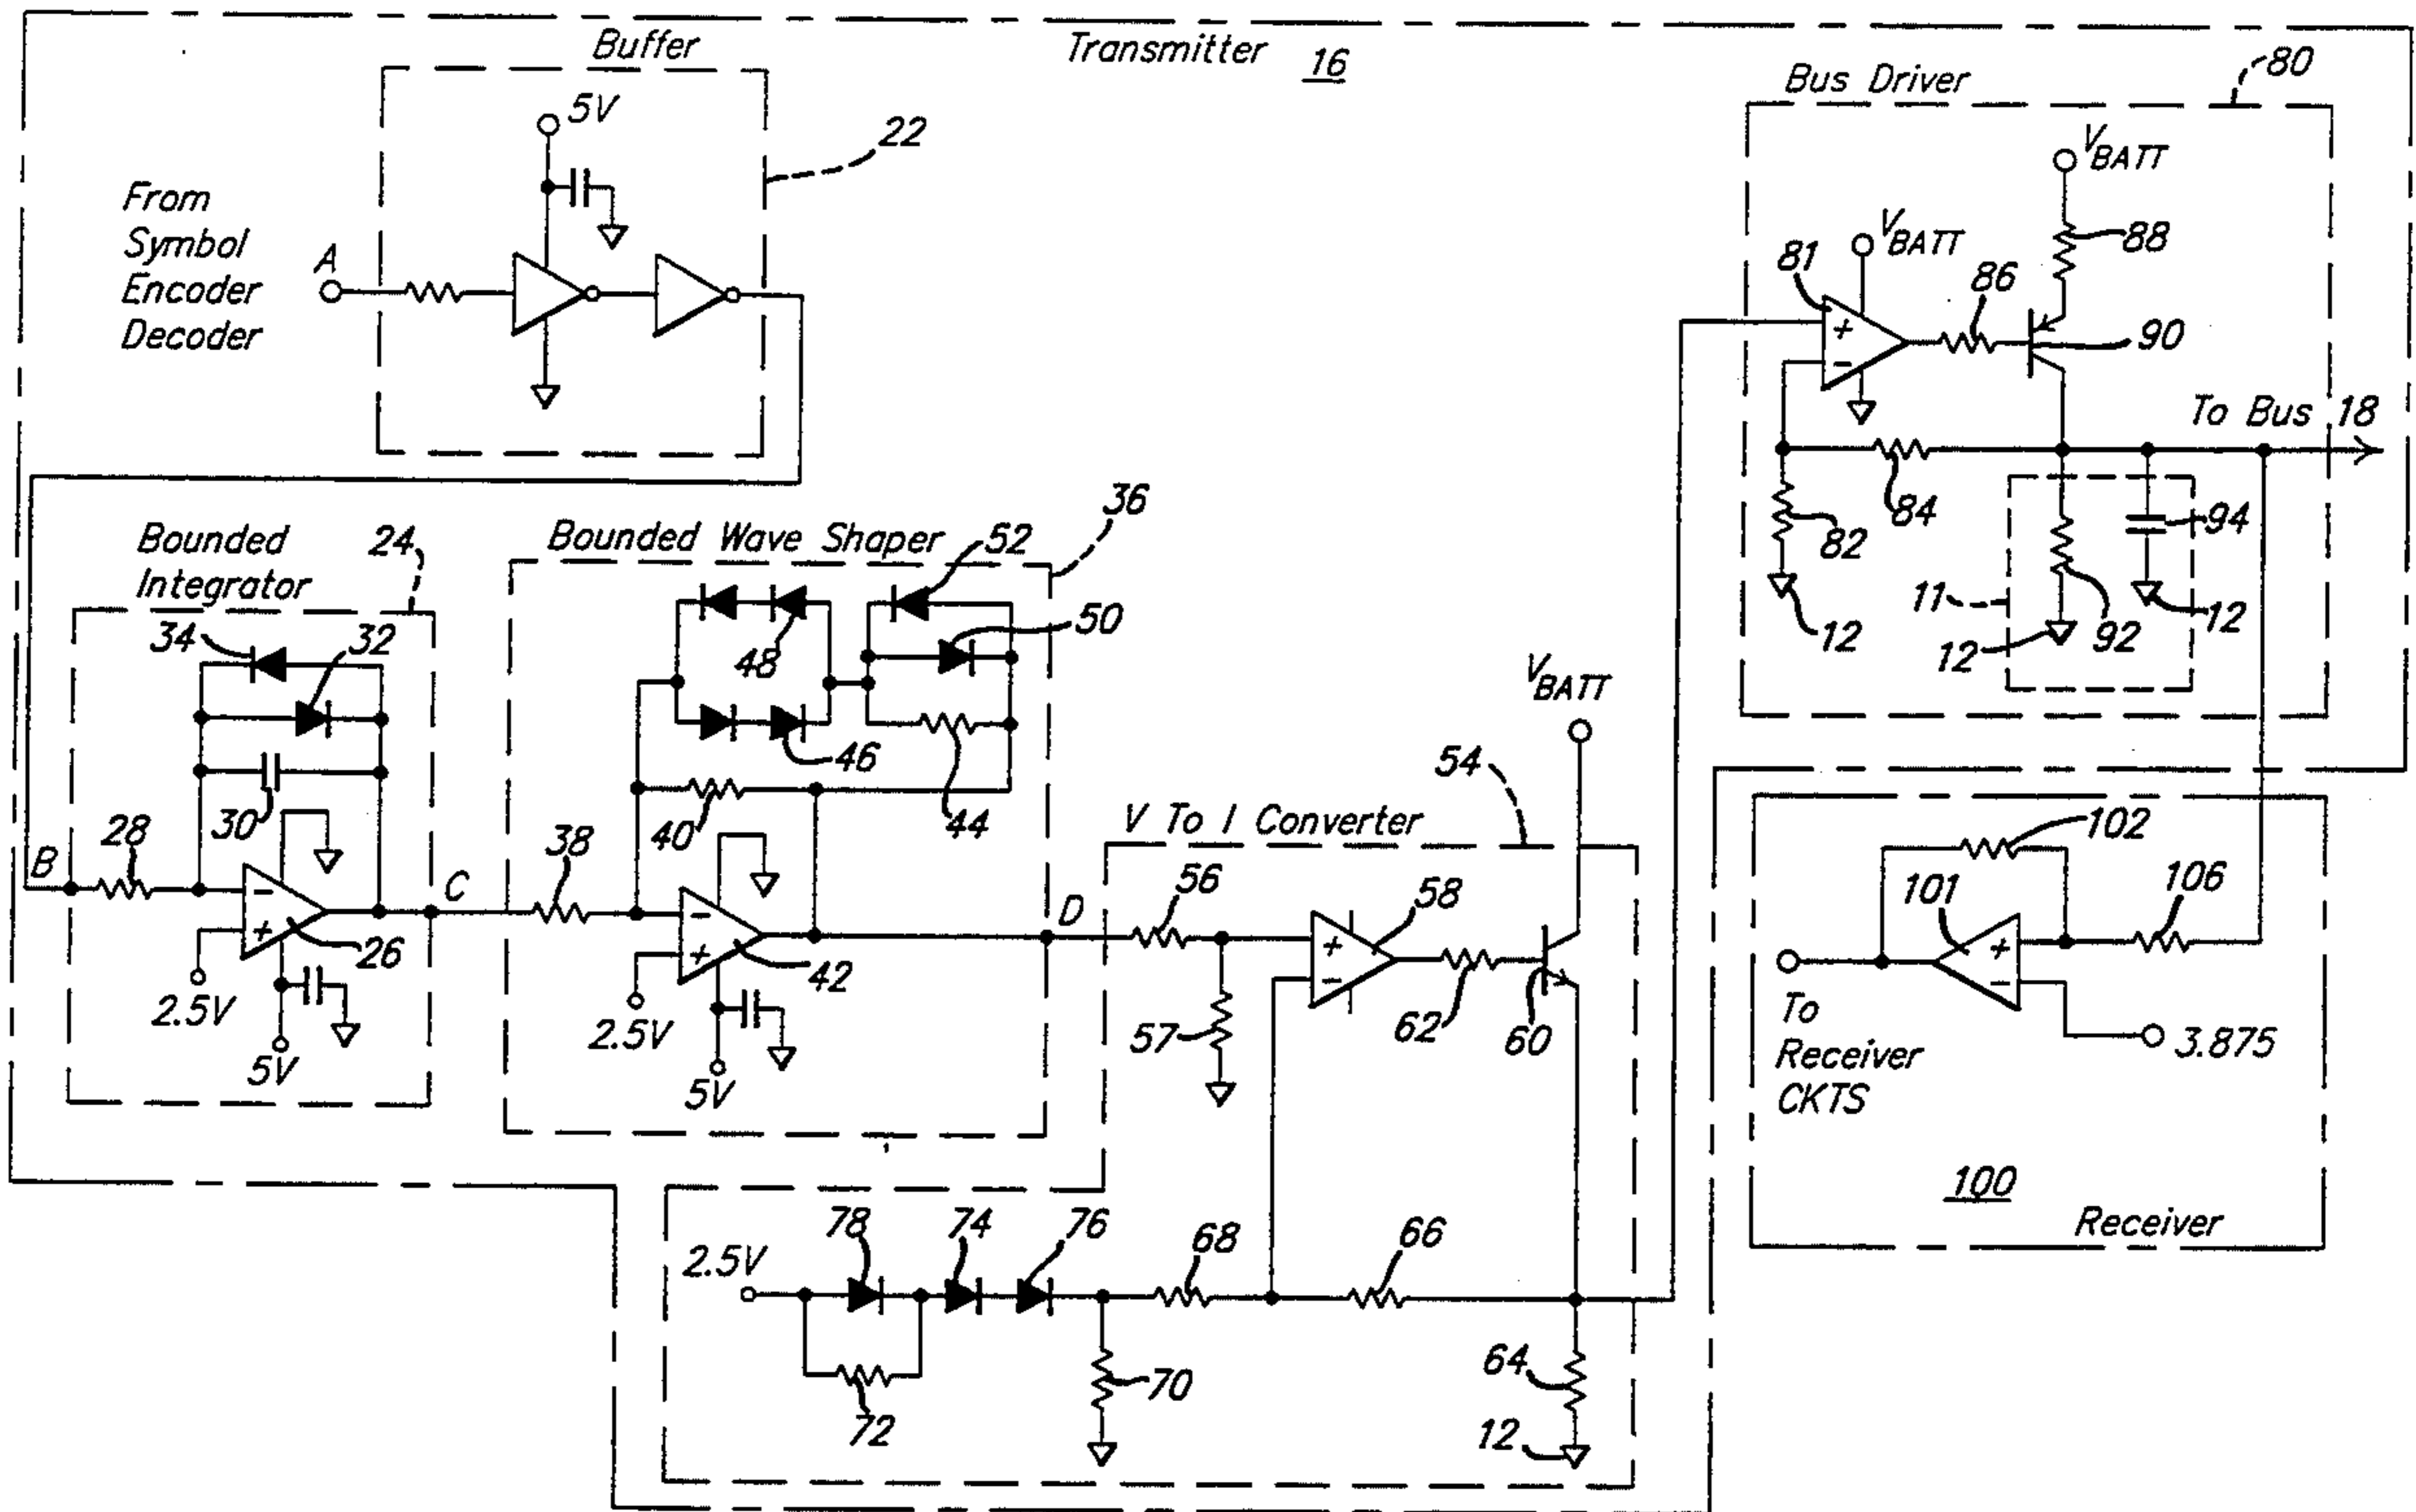 Transmitter 16
Buffer
5V
22
From
Symbol
Encoder
Decoder
A
Bus Driver
80
VBATT
VBATT
88
81
+
-
86
90
To Bus 18
84
82
12
11
12
92
94
12
Bounded
Integrator
24
34
32
30
B
28
-
+
26
2.5V
5V
C
Bounded Wave Shaper
36
52
50
48
46
44
40
38
-
+
42
2.5V
5V
D
V To I Converter
54
VBATT
56
57
+
-
58
62
60
2.5V
78
74
76
72
70
68
66
64
12
102
101
106
+
-
3.875
To
Receiver
CKTS
100
Receiver